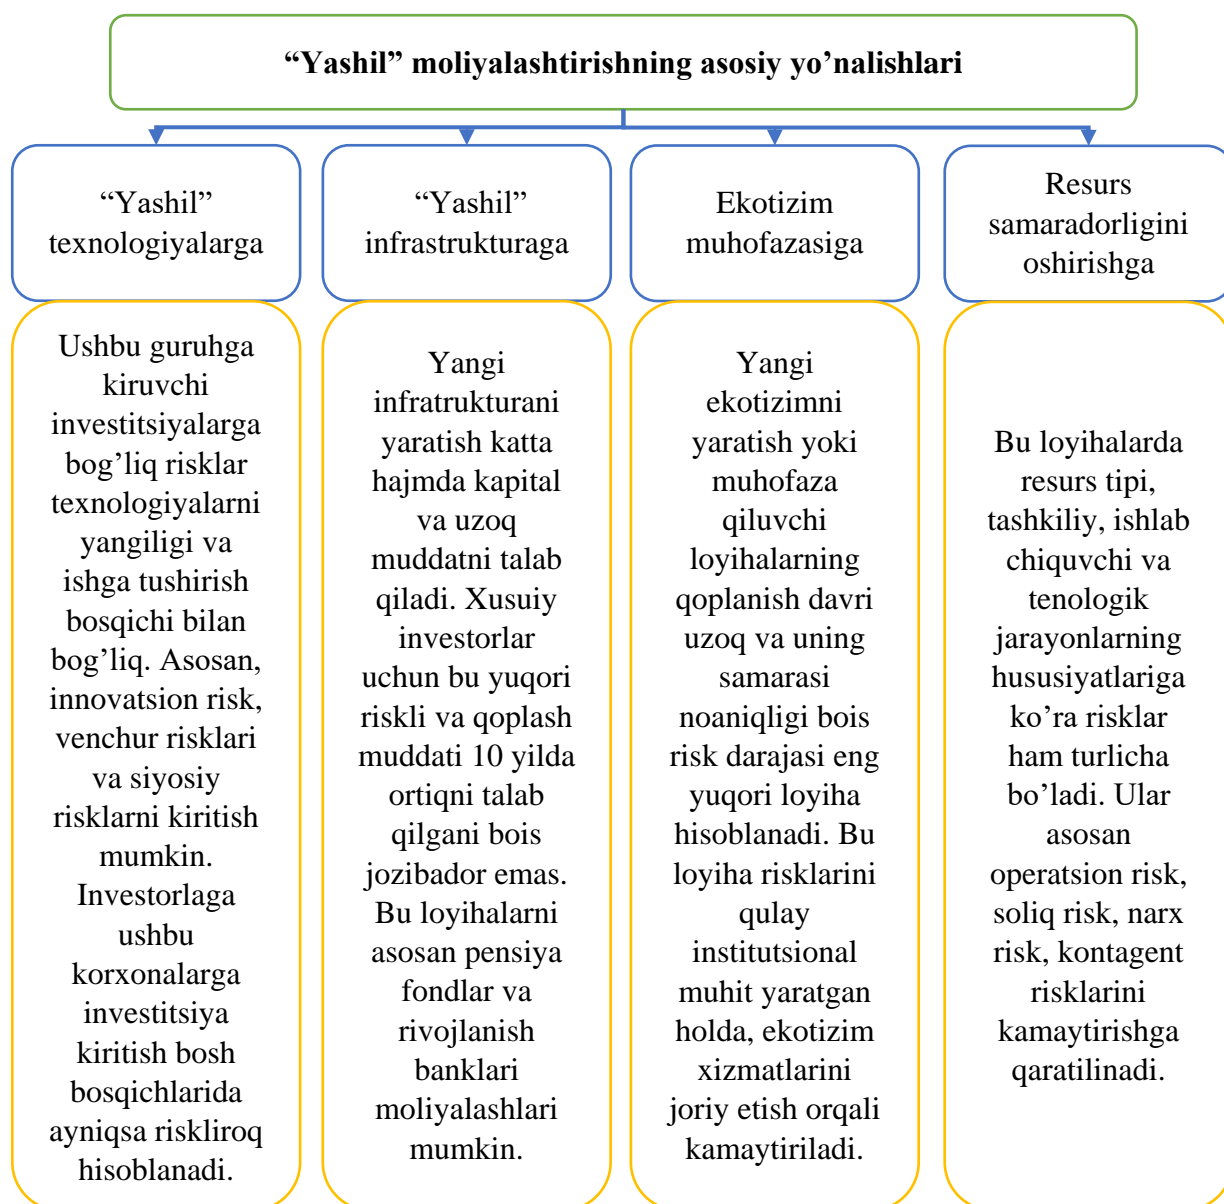 “Yashil” moliyalashtirishning asosiy yo’nalishlari
“Yashil”
texnologiyalarga
“Yashil”
infrastrukturaga
Ekotizim
muhofazasiga
Resurs
samaradorligini
oshirishga
Ushbu guruhga
kiruvchi
investitsiyalarga
bog’liq risklar
texnologiyalarni
yangiligi va
ishga tushirish
bosqichi bilan
bog’liq. Asosan,
innovatsion risk,
venchur risklari
va siyosiy
risklarni kiritish
mumkin.
Investorlaga
ushbu
korxonalarga
investitsiya
kiritish bosh
bosqichlarida
ayniqsa riskliroq
hisoblanadi.
Yangi
infratrukturani
yaratish katta
hajmda kapital
va uzoq
muddatni talab
qiladi. Xusuiy
investorlar
uchun bu yuqori
riskli va qoplash
muddati 10 yilda
ortiqni talab
qilgani bois
jozibador emas.
Bu loyihalarni
asosan pensiya
fondlar va
rivojlanish
banklari
moliyalashlari
mumkin.
Yangi
ekotizimni
yaratish yoki
muhofaza
qiluvchi
loyihalarning
qoplanish davri
uzoq va uning
samarasi
noaniqligi bois
risk darajasi eng
yuqori loyiha
hisoblanadi. Bu
loyiha risklarini
qulay
institutsional
muhit yaratgan
holda, ekotizim
xizmatlarini
joriy etish orqali
kamaytiriladi.
Bu loyihalarda
resurs tipi,
tashkiliy, ishlab
chiquvchi va
tenologik
jarayonlarning
hususiyatlariga
ko’ra risklar
ham turlicha
bo’ladi. Ular
asosan
operatsion risk,
soliq risk, narx
risk, kontagent
risklarini
kamaytirishga
qaratilinadi.